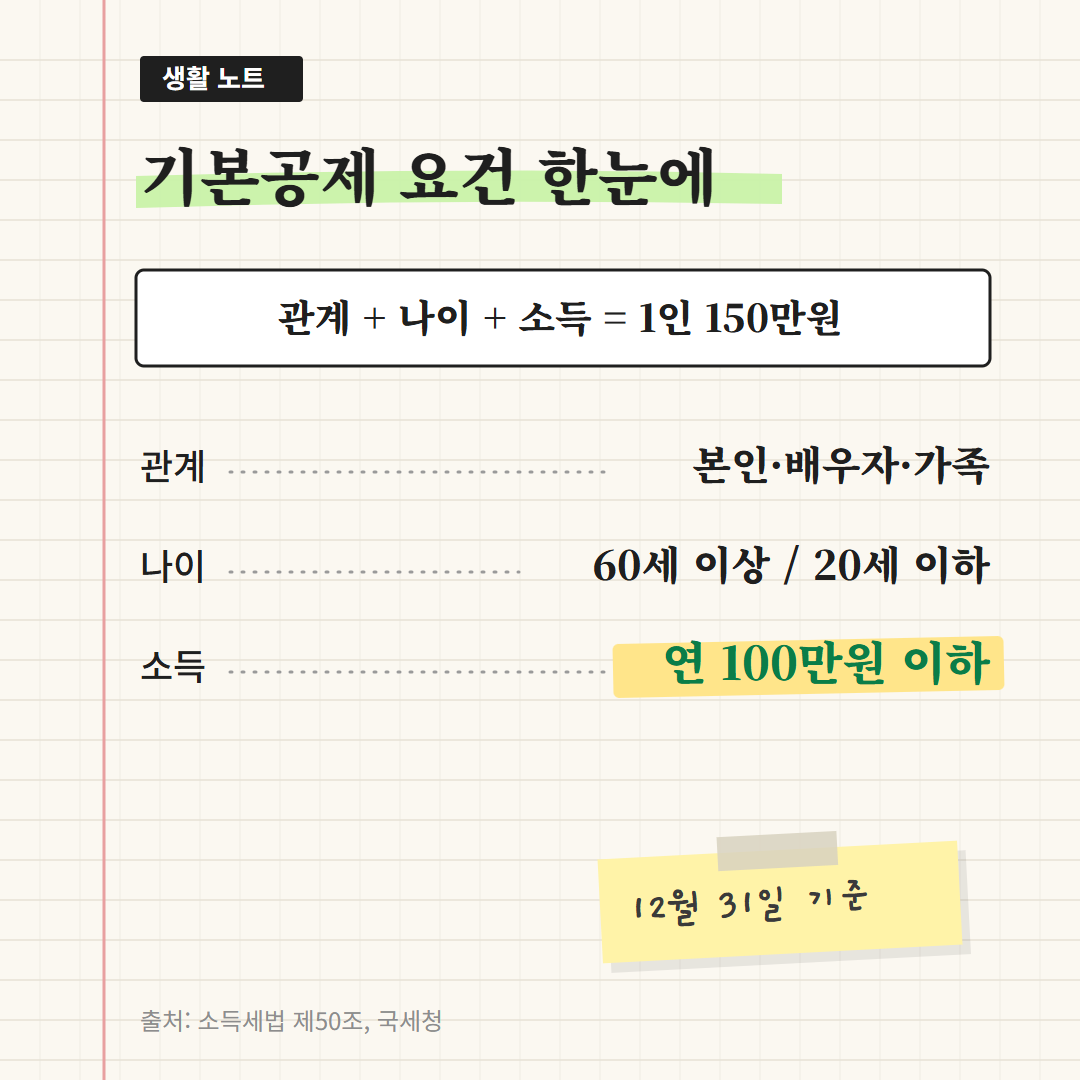 생활 노트
기본공제 요건 한눈에
관계 + 나이 + 소득 = 1인 150만원
관계 본인·배우자·가족
나이 60세 이상 / 20세 이하
소득 연 100만원 이하
12월 31일 기준
출처: 소득세법 제50조, 국세청